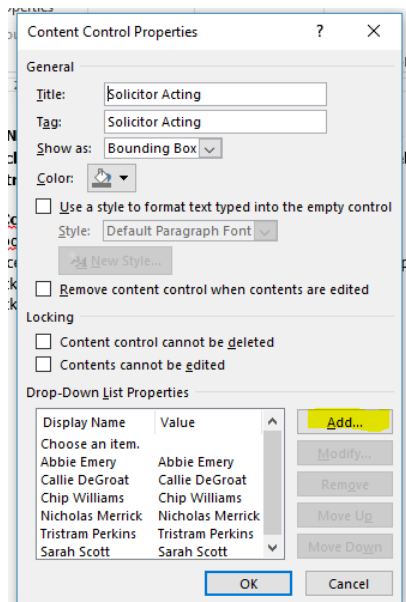 Content Control Properties ? ×
General
Title: Solicitor Acting
Tag: Solicitor Acting
Show as: Bounding Box
Color:
Use a style to format text typed into the empty control
Style: Default Paragraph Font
New Style...
Remove content control when contents are edited
Locking
Content control cannot be deleted
Contents cannot be edited
Drop-Down List Properties
Display Name Value Add...
Choose an item. Modify...
Abbie Emery Abbie Emery
Callie DeGroat Callie DeGroat Remove
Chip Williams Chip Williams
Nicholas Merrick Nicholas Merrick Move Up
Tristram Perkins Tristram Perkins
Sarah Scott Sarah Scott Move Down
OK Cancel